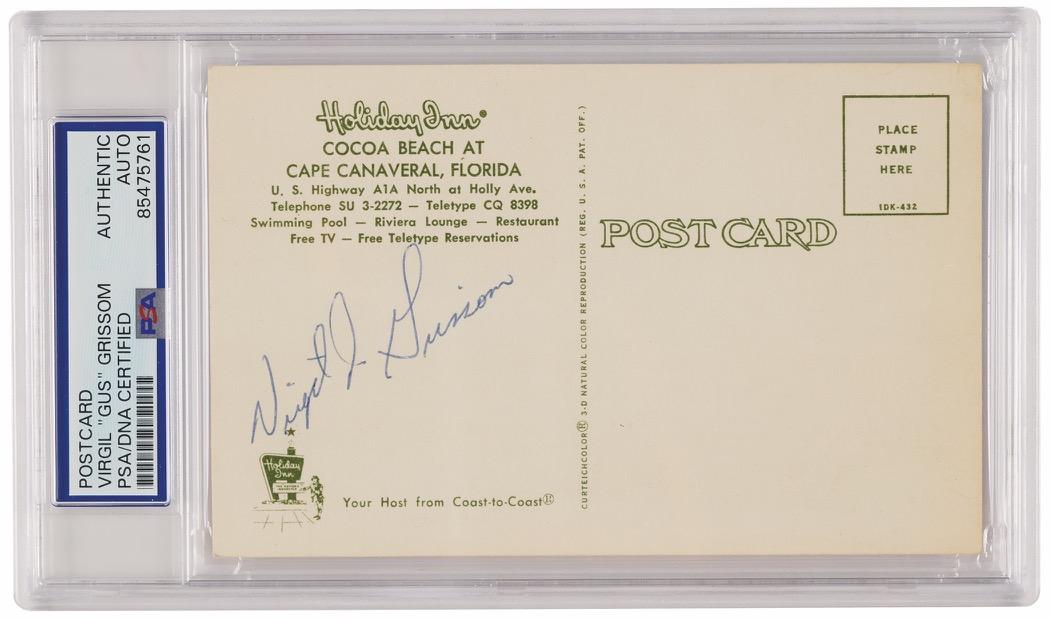 POSTCARD
VIRGIL "GUS" GRISSOM
PSA/DNA CERTIFIED
AUTHENTIC
AUTO
85475761
PSA
Holiday Inn®
COCOA BEACH AT
CAPE CANAVERAL, FLORIDA
U. S. Highway A1A North at Holly Ave.
Telephone SU 3-2272 — Teletype CQ 8398
Swimming Pool — Riviera Lounge — Restaurant
Free TV — Free Teletype Reservations
Virgil I. Grissom
Holiday Inn
Your Host from Coast-to-Coast®
CURTEICHCOLOR® 3-D NATURAL COLOR REPRODUCTION (REG. U. S. A. PAT. OFF.)
POST CARD
PLACE
STAMP
HERE
1DK-432